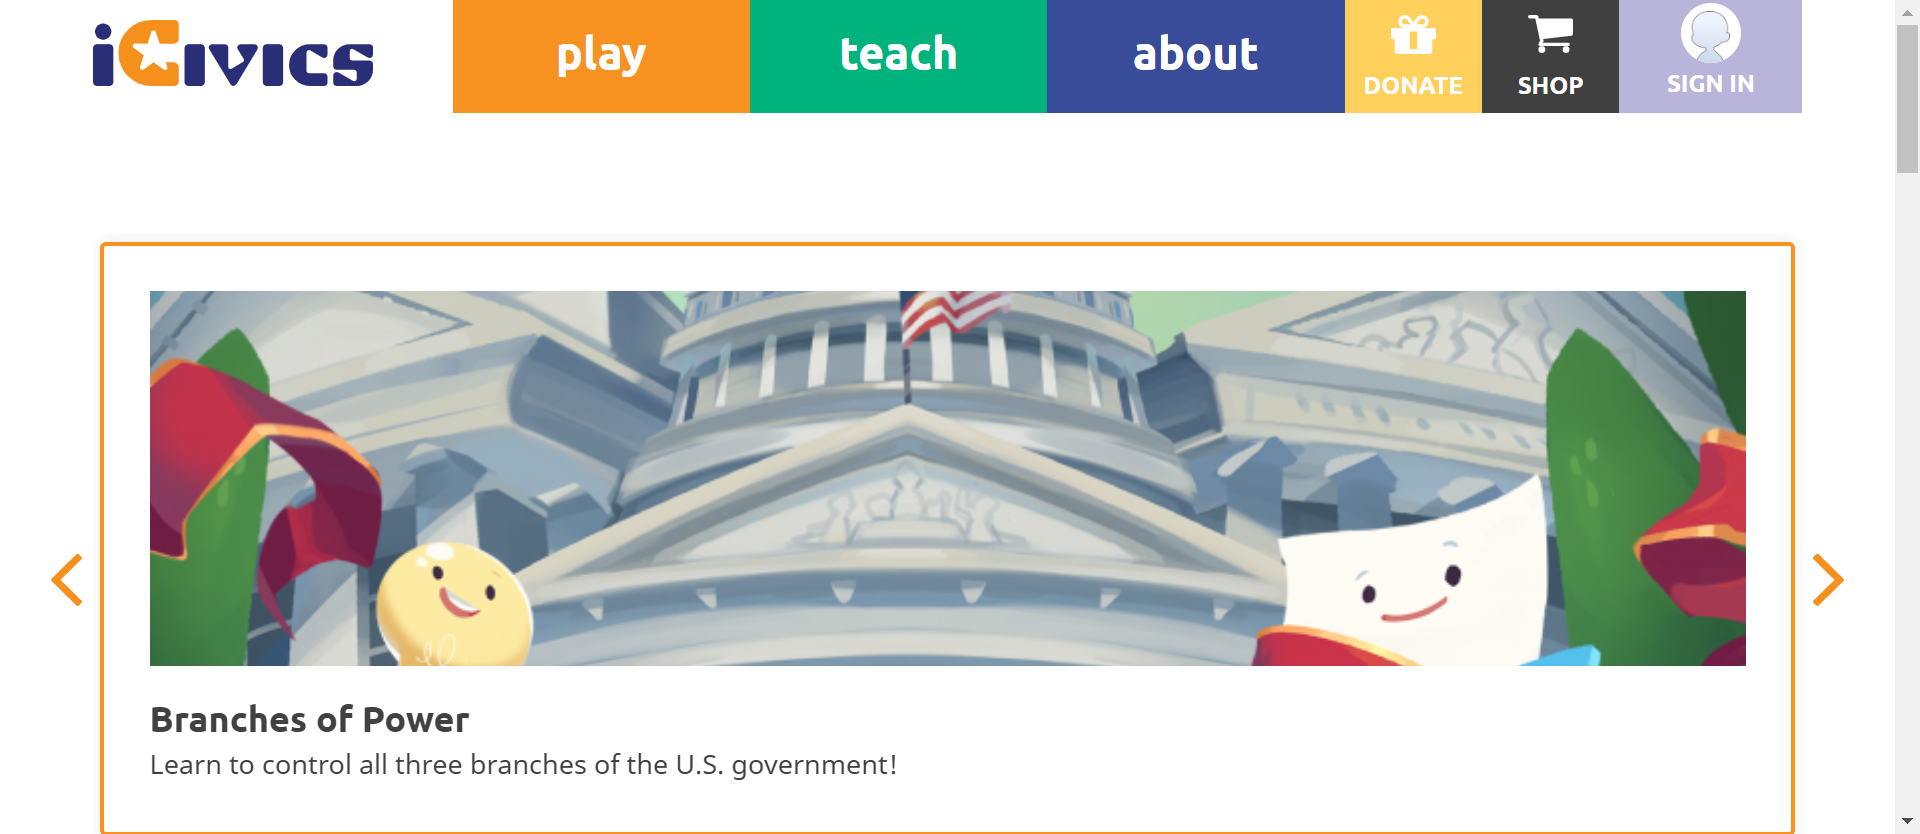 iCivics
play
teach
about
DONATE
SHOP
SIGN IN
Branches of Power
Learn to control all three branches of the U.S. government!